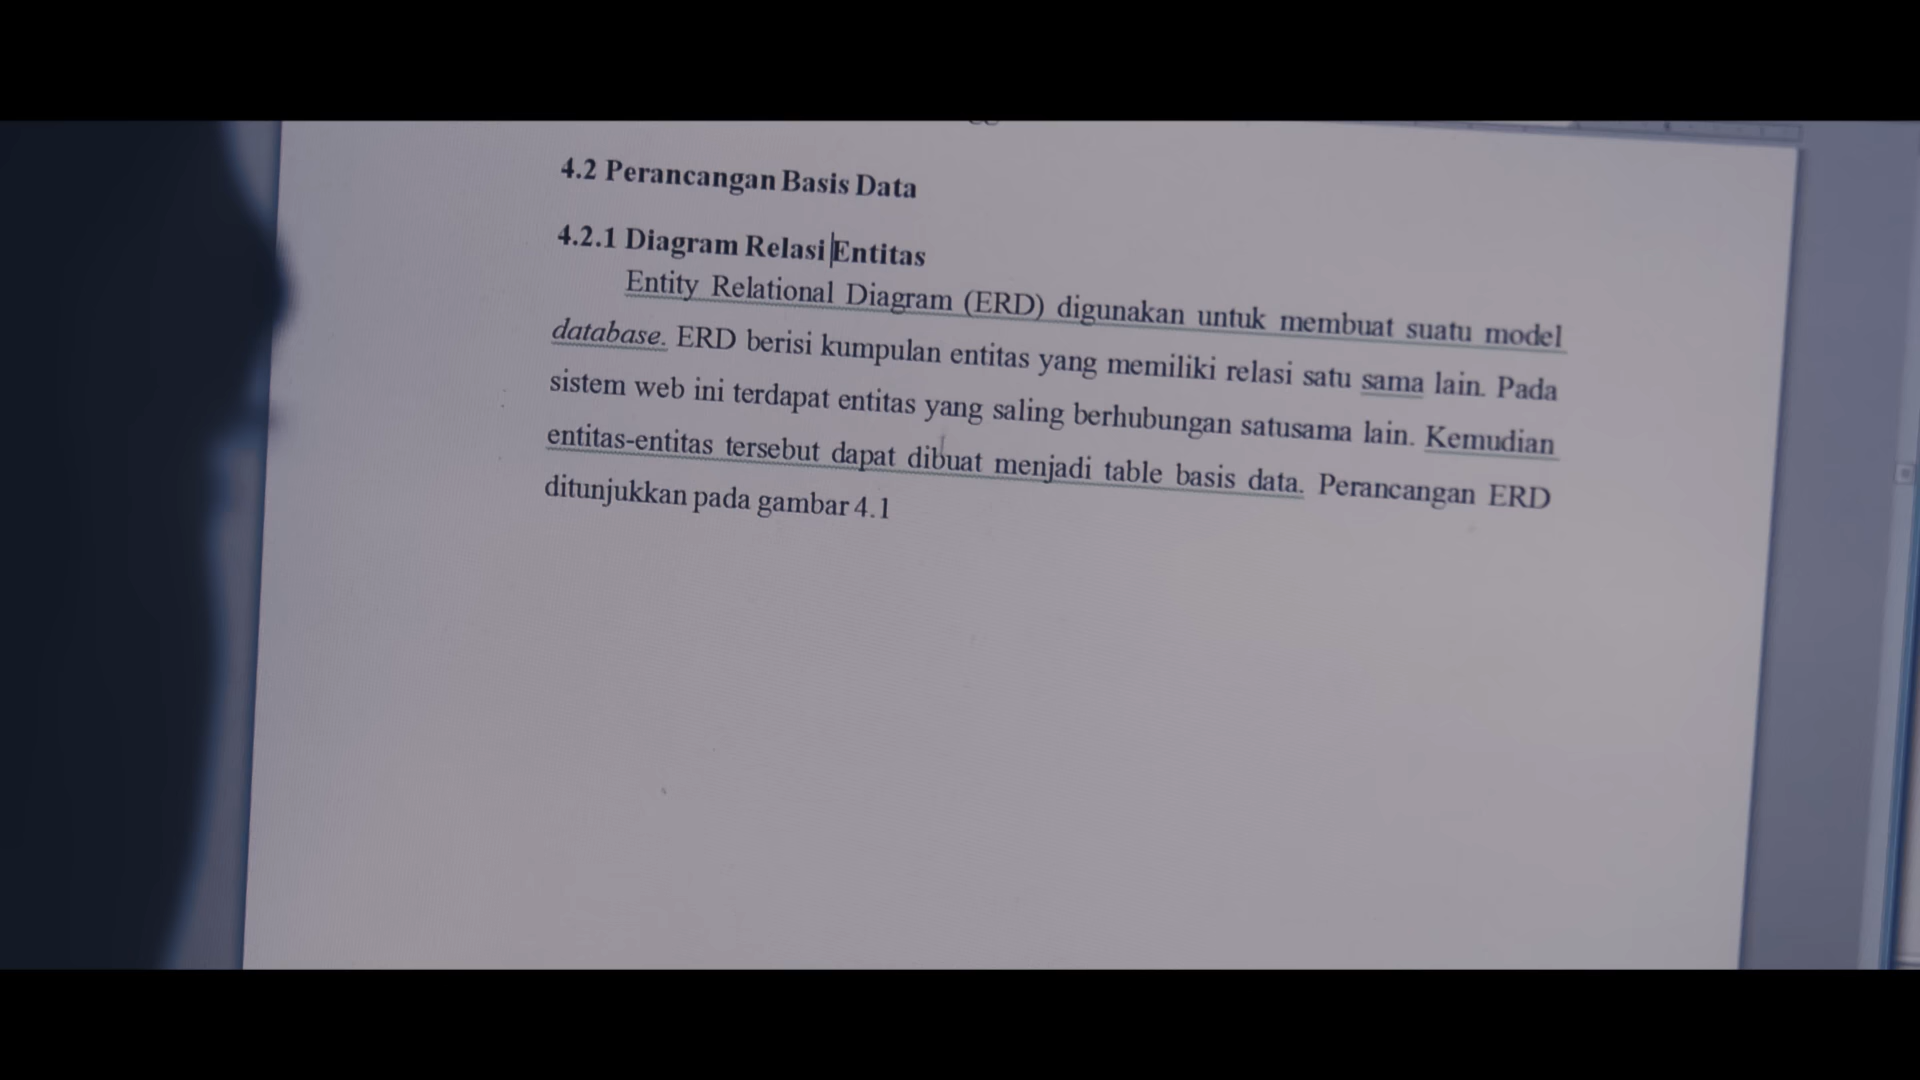 4.2 Perancangan Basis Data
4.2.1 Diagram Relasi Entitas
Entity Relational Diagram (ERD) digunakan untuk membuat suatu model
database. ERD berisi kumpulan entitas yang memiliki relasi satu sama lain. Pada
sistem web ini terdapat entitas yang saling berhubungan satusama lain. Kemudian
entitas-entitas tersebut dapat dibuat menjadi table basis data. Perancangan ERD
ditunjukkan pada gambar 4.1